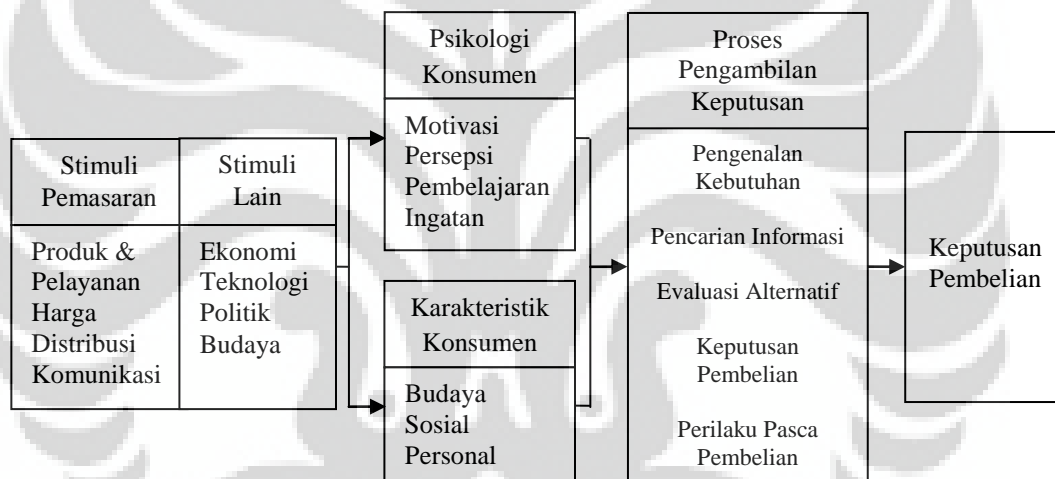 Stimuli
Pemasaran
Produk &
Pelayanan
Harga
Distribusi
Komunikasi
Stimuli
Lain
Ekonomi
Teknologi
Politik
Budaya
Psikologi
Konsumen
Motivasi
Persepsi
Pembelajaran
Ingatan
Karakteristik
Konsumen
Budaya
Sosial
Personal
Proses
Pengambilan
Keputusan
Pengenalan
Kebutuhan
Pencarian Informasi
Evaluasi Alternatif
Keputusan
Pembelian
Perilaku Pasca
Pembelian
Keputusan
Pembelian